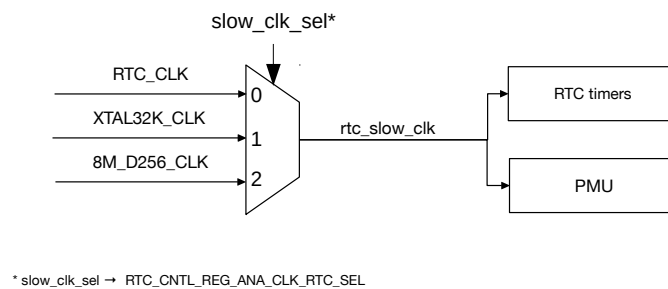 slow_clk_sel*
RTC_CLK
0
XTAL32K_CLK
1
8M_D256_CLK
2
rtc_slow_clk
RTC timers
PMU
* slow_clk_sel → RTC_CNTL_REG_ANA_CLK_RTC_SEL